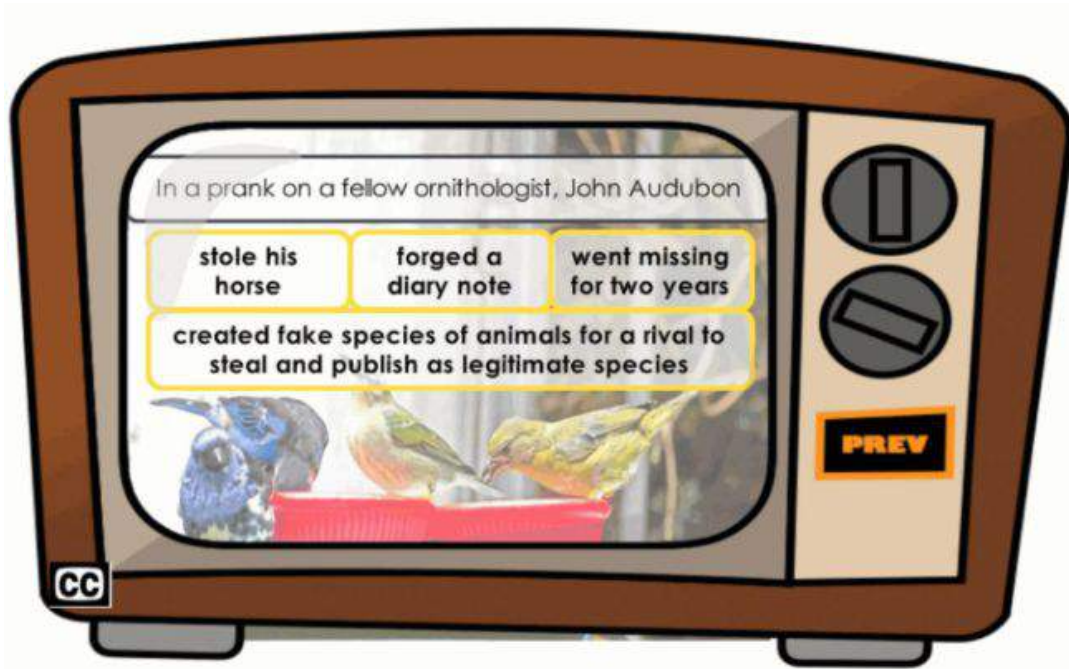 In a prank on a fellow ornithologist, John Audubon
stole his
horse
forged a
diary note
went missing
for two years
created fake species of animals for a rival to
steal and publish as legitimate species
PREV
CC